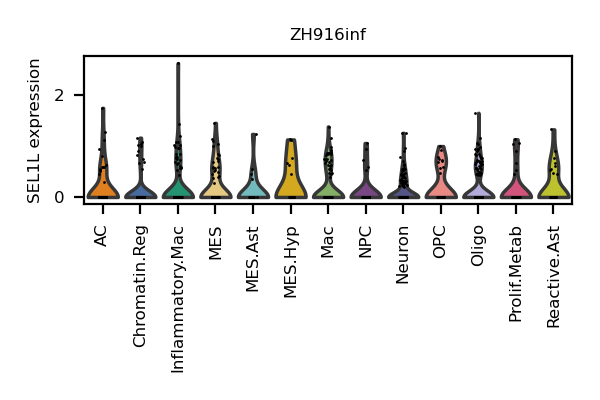 ZH916inf
SEL1L expression
2
0
AC
Chromatin.Reg
Inflammatory.Mac
MES
MES.Ast
MES.Hyp
Mac
NPC
Neuron
OPC
Oligo
Prolif.Metab
Reactive.Ast